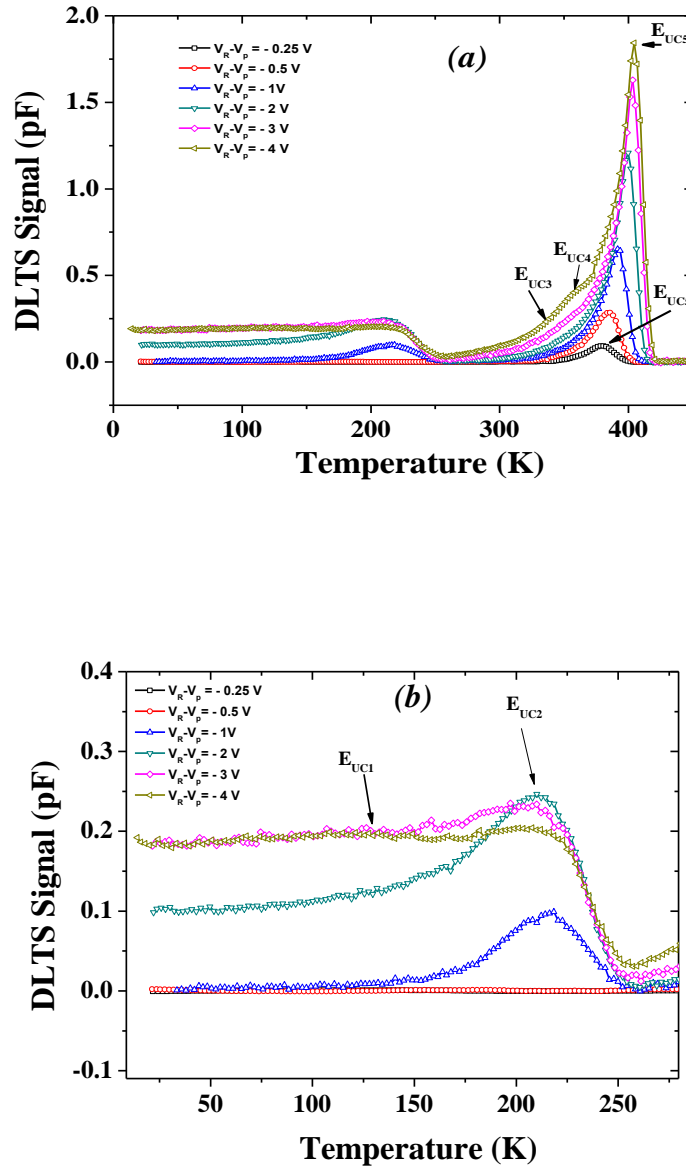 (a)
V_R-V_p = - 0.25 V
V_R-V_p = - 0.5 V
V_R-V_p = - 1V
V_R-V_p = - 2 V
V_R-V_p = - 3 V
V_R-V_p = - 4 V
E_UC5
E_UC4
E_UC3
E_UC5
2.0
1.5
1.0
0.5
0.0
DLTS Signal (pF)
0 100 200 300 400
Temperature (K)
(b)
V_R-V_p = - 0.25 V
V_R-V_p = - 0.5 V
V_R-V_p = - 1V
V_R-V_p = - 2 V
V_R-V_p = - 3 V
V_R-V_p = - 4 V
E_UC2
E_UC1
0.4
0.3
0.2
0.1
0.0
-0.1
DLTS Signal (pF)
50 100 150 200 250
Temperature (K)